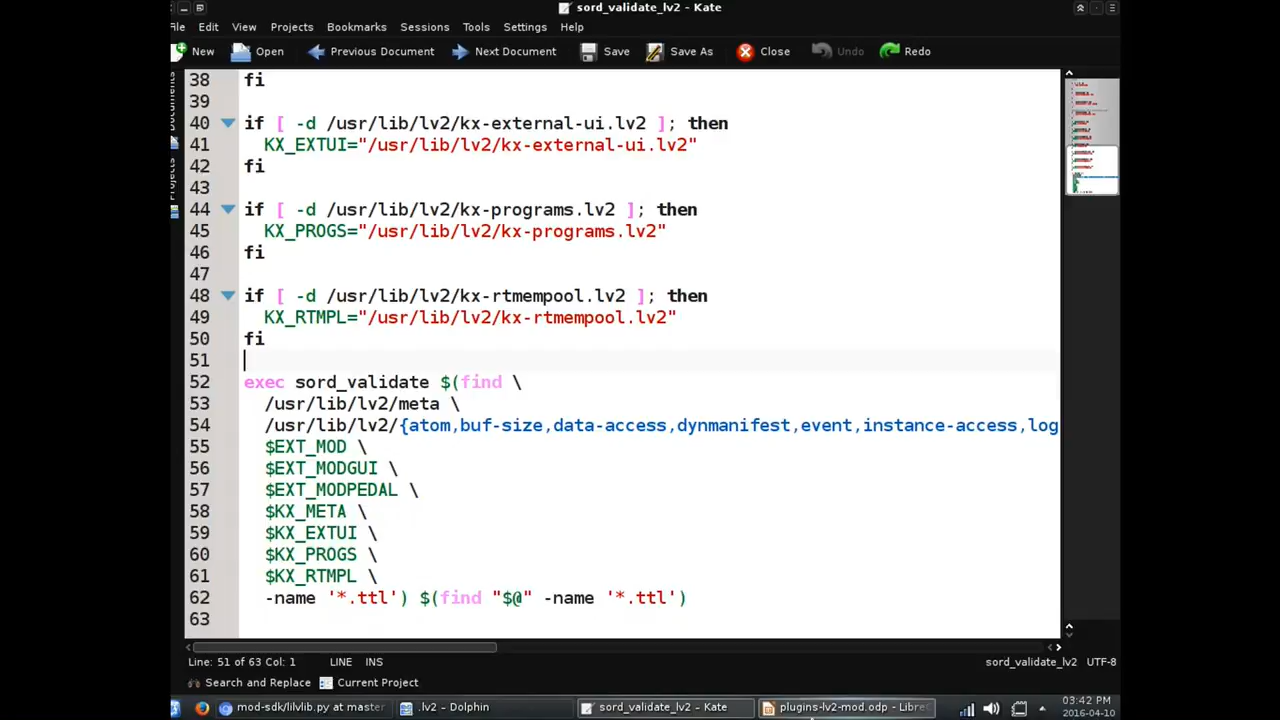 sord_validate_lv2 - Kate
File Edit View Projects Bookmarks Sessions Tools Settings Help
New Open Previous Document Next Document Save Save As Close Undo Redo
Documents
Projects
38 fi
39
40 if [ -d /usr/lib/lv2/kx-external-ui.lv2 ]; then
41 KX_EXTUI="/usr/lib/lv2/kx-external-ui.lv2"
42 fi
43
44 if [ -d /usr/lib/lv2/kx-programs.lv2 ]; then
45 KX_PROGS="/usr/lib/lv2/kx-programs.lv2"
46 fi
47
48 if [ -d /usr/lib/lv2/kx-rtmempool.lv2 ]; then
49 KX_RTMPL="/usr/lib/lv2/kx-rtmempool.lv2"
50 fi
51
52 exec sord_validate $(find \
53 /usr/lib/lv2/meta \
54 /usr/lib/lv2/{atom,buf-size,data-access,dynmanifest,event,instance-access,log
55 $EXT_MOD \
56 $EXT_MODGUI \
57 $EXT_MODPEDAL \
58 $KX_META \
59 $KX_EXTUI \
60 $KX_PROGS \
61 $KX_RTMPL \
62 -name '*.ttl') $(find "$@" -name '*.ttl')
63
Line: 51 of 63 Col: 1 LINE INS sord_validate_lv2 UTF-8
Search and Replace Current Project
mod-sdk/lilvlib.py at master .lv2 – Dolphin sord_validate_lv2 – Kate plugins-lv2-mod.odp - Libre 03:42 PM
2016-04-10